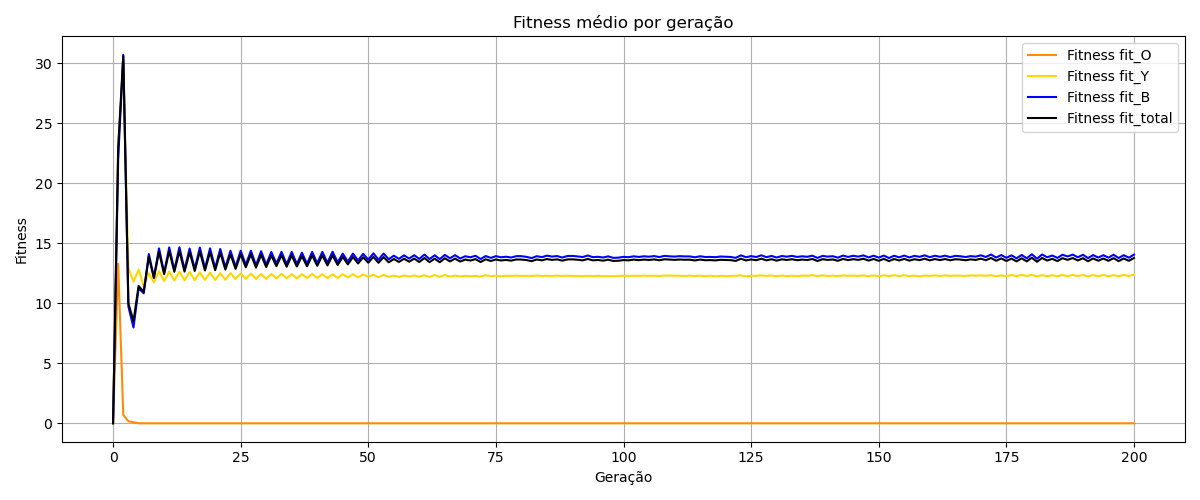 Fitness médio por geração
Fitness fit_O
Fitness fit_Y
Fitness fit_B
Fitness fit_total
Fitness
30
25
20
15
10
5
0
0 25 50 75 100 125 150 175 200
Geração